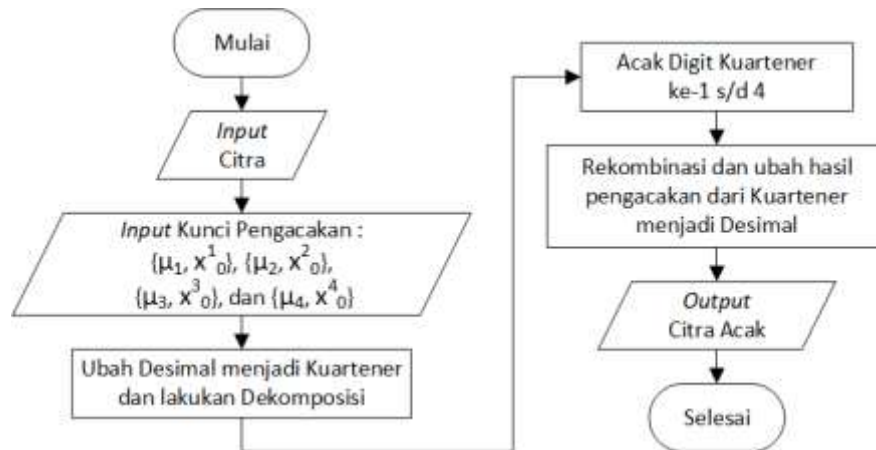 Mulai
Input
Citra
Input Kunci Pengacakan :
{μ₁, x¹₀}, {μ₂, x²₀},
{μ₃, x³₀}, dan {μ₄, x⁴₀}
Ubah Desimal menjadi Kuartener
dan lakukan Dekomposisi
Acak Digit Kuartener
ke-1 s/d 4
Rekombinasi dan ubah hasil
pengacakan dari Kuartener
menjadi Desimal
Output
Citra Acak
Selesai